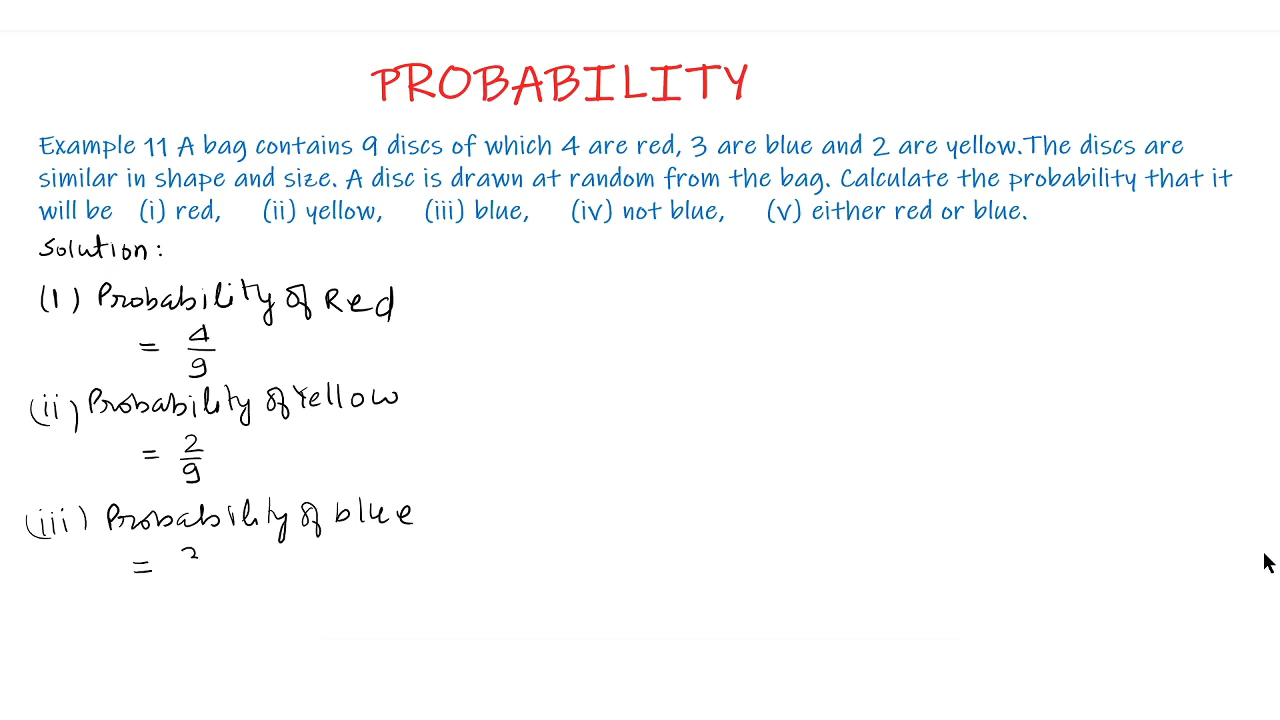 PROBABILITY
Example 11 A bag contains 9 discs of which 4 are red, 3 are blue and 2 are yellow.The discs are
similar in shape and size. A disc is drawn at random from the bag. Calculate the probability that it
will be (i) red, (ii) yellow, (iii) blue, (iv) not blue, (v) either red or blue.
Solution:
(1) Probability of Red
= 4/9
(ii) Probability of Yellow
= 2/9
(iii) Probability of blue
=